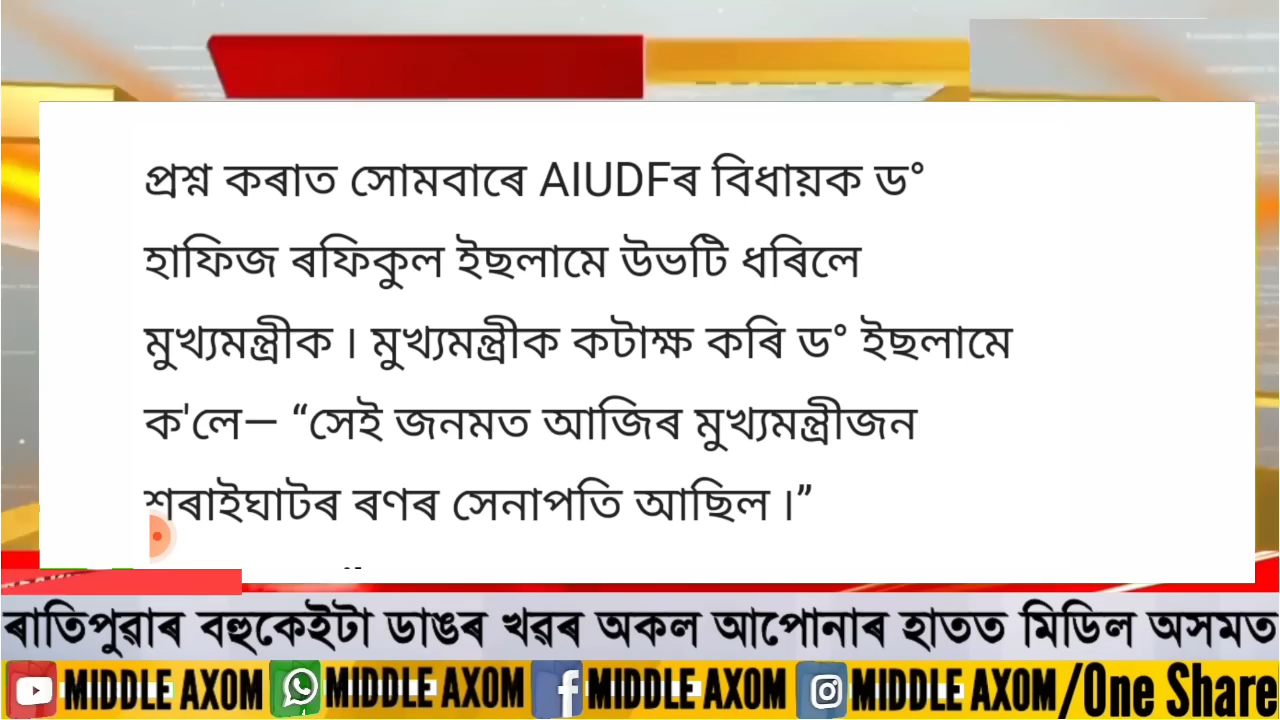 প্ৰশ্ন কৰাত সোমবাৰে AIUDFৰ বিধায়ক ড°
হাফিজ ৰফিকুল ইছলামে উভটি ধৰিলে
মুখ্যমন্ত্ৰীক । মুখ্যমন্ত্ৰীক কটাক্ষ কৰি ড° ইছলামে
ক'লে— “সেই জনমত আজিৰ মুখ্যমন্ত্ৰীজন
শৰাইঘাটৰ ৰণৰ সেনাপতি আছিল ।”
ৰাতিপুৱাৰ বহুকেইটা ডাঙৰ খৱৰ অকল আপোনাৰ হাতত মিডিল অসমত
MIDDLE AXOM MIDDLE AXOM MIDDLE AXOM MIDDLE AXOM/One Share